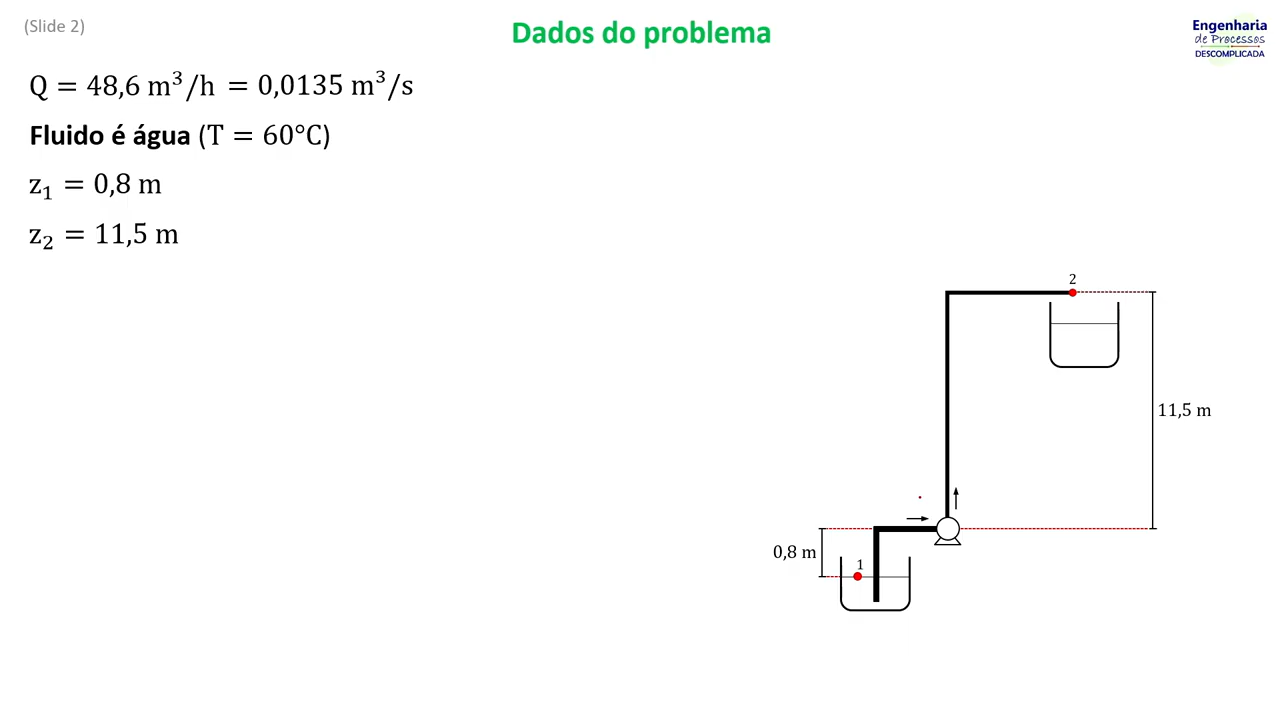 (Slide 2)
Dados do problema
Engenharia
de Processos
DESCOMPLICADA
Q = 48,6 m³/h = 0,0135 m³/s
Fluido é água (T = 60°C)
z₁ = 0,8 m
z₂ = 11,5 m
2
11,5 m
0,8 m
1